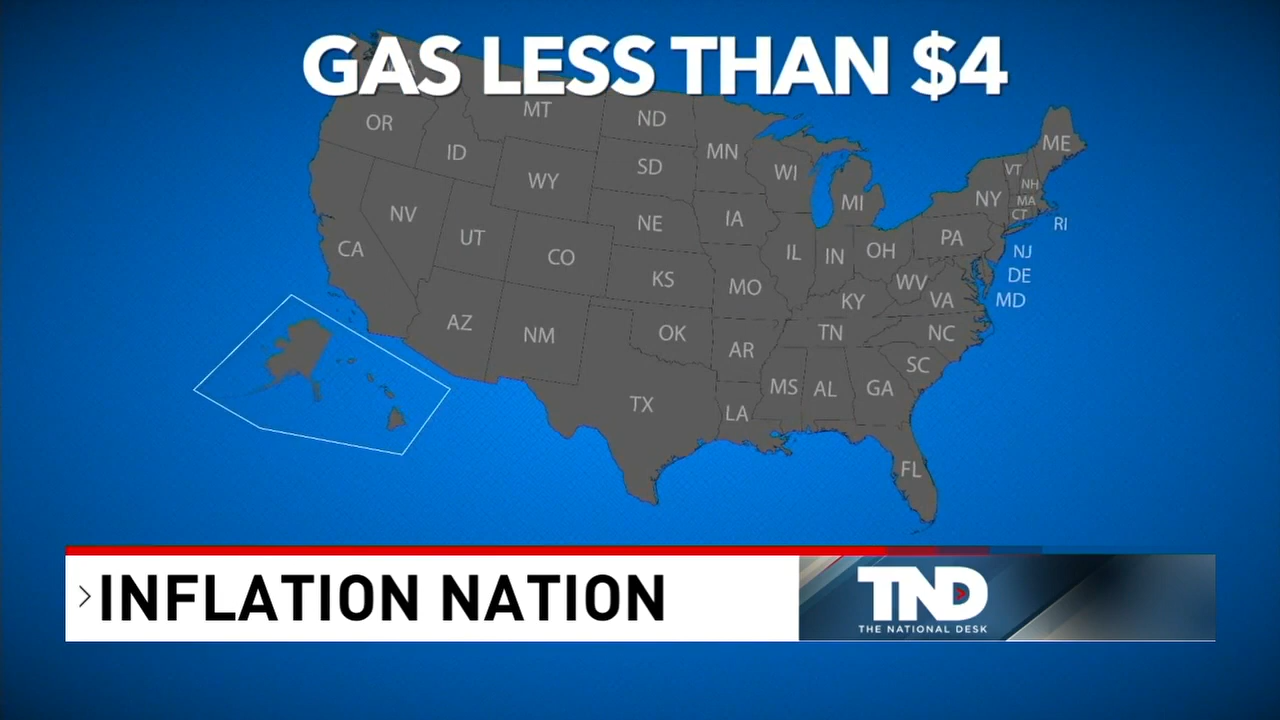 GAS LESS THAN $4
WA
MT
ND
OR
MN
ID
SD
WI
ME
VT
NH
WY
MI
NY
MA
CT
RI
NV
NE
IA
PA
NJ
UT
CA
CO
IL
IN
OH
DE
KS
MO
WV
VA
MD
KY
AZ
NM
OK
TN
NC
AR
SC
MS
AL
GA
TX
LA
FL
INFLATION NATION
TND
THE NATIONAL DESK